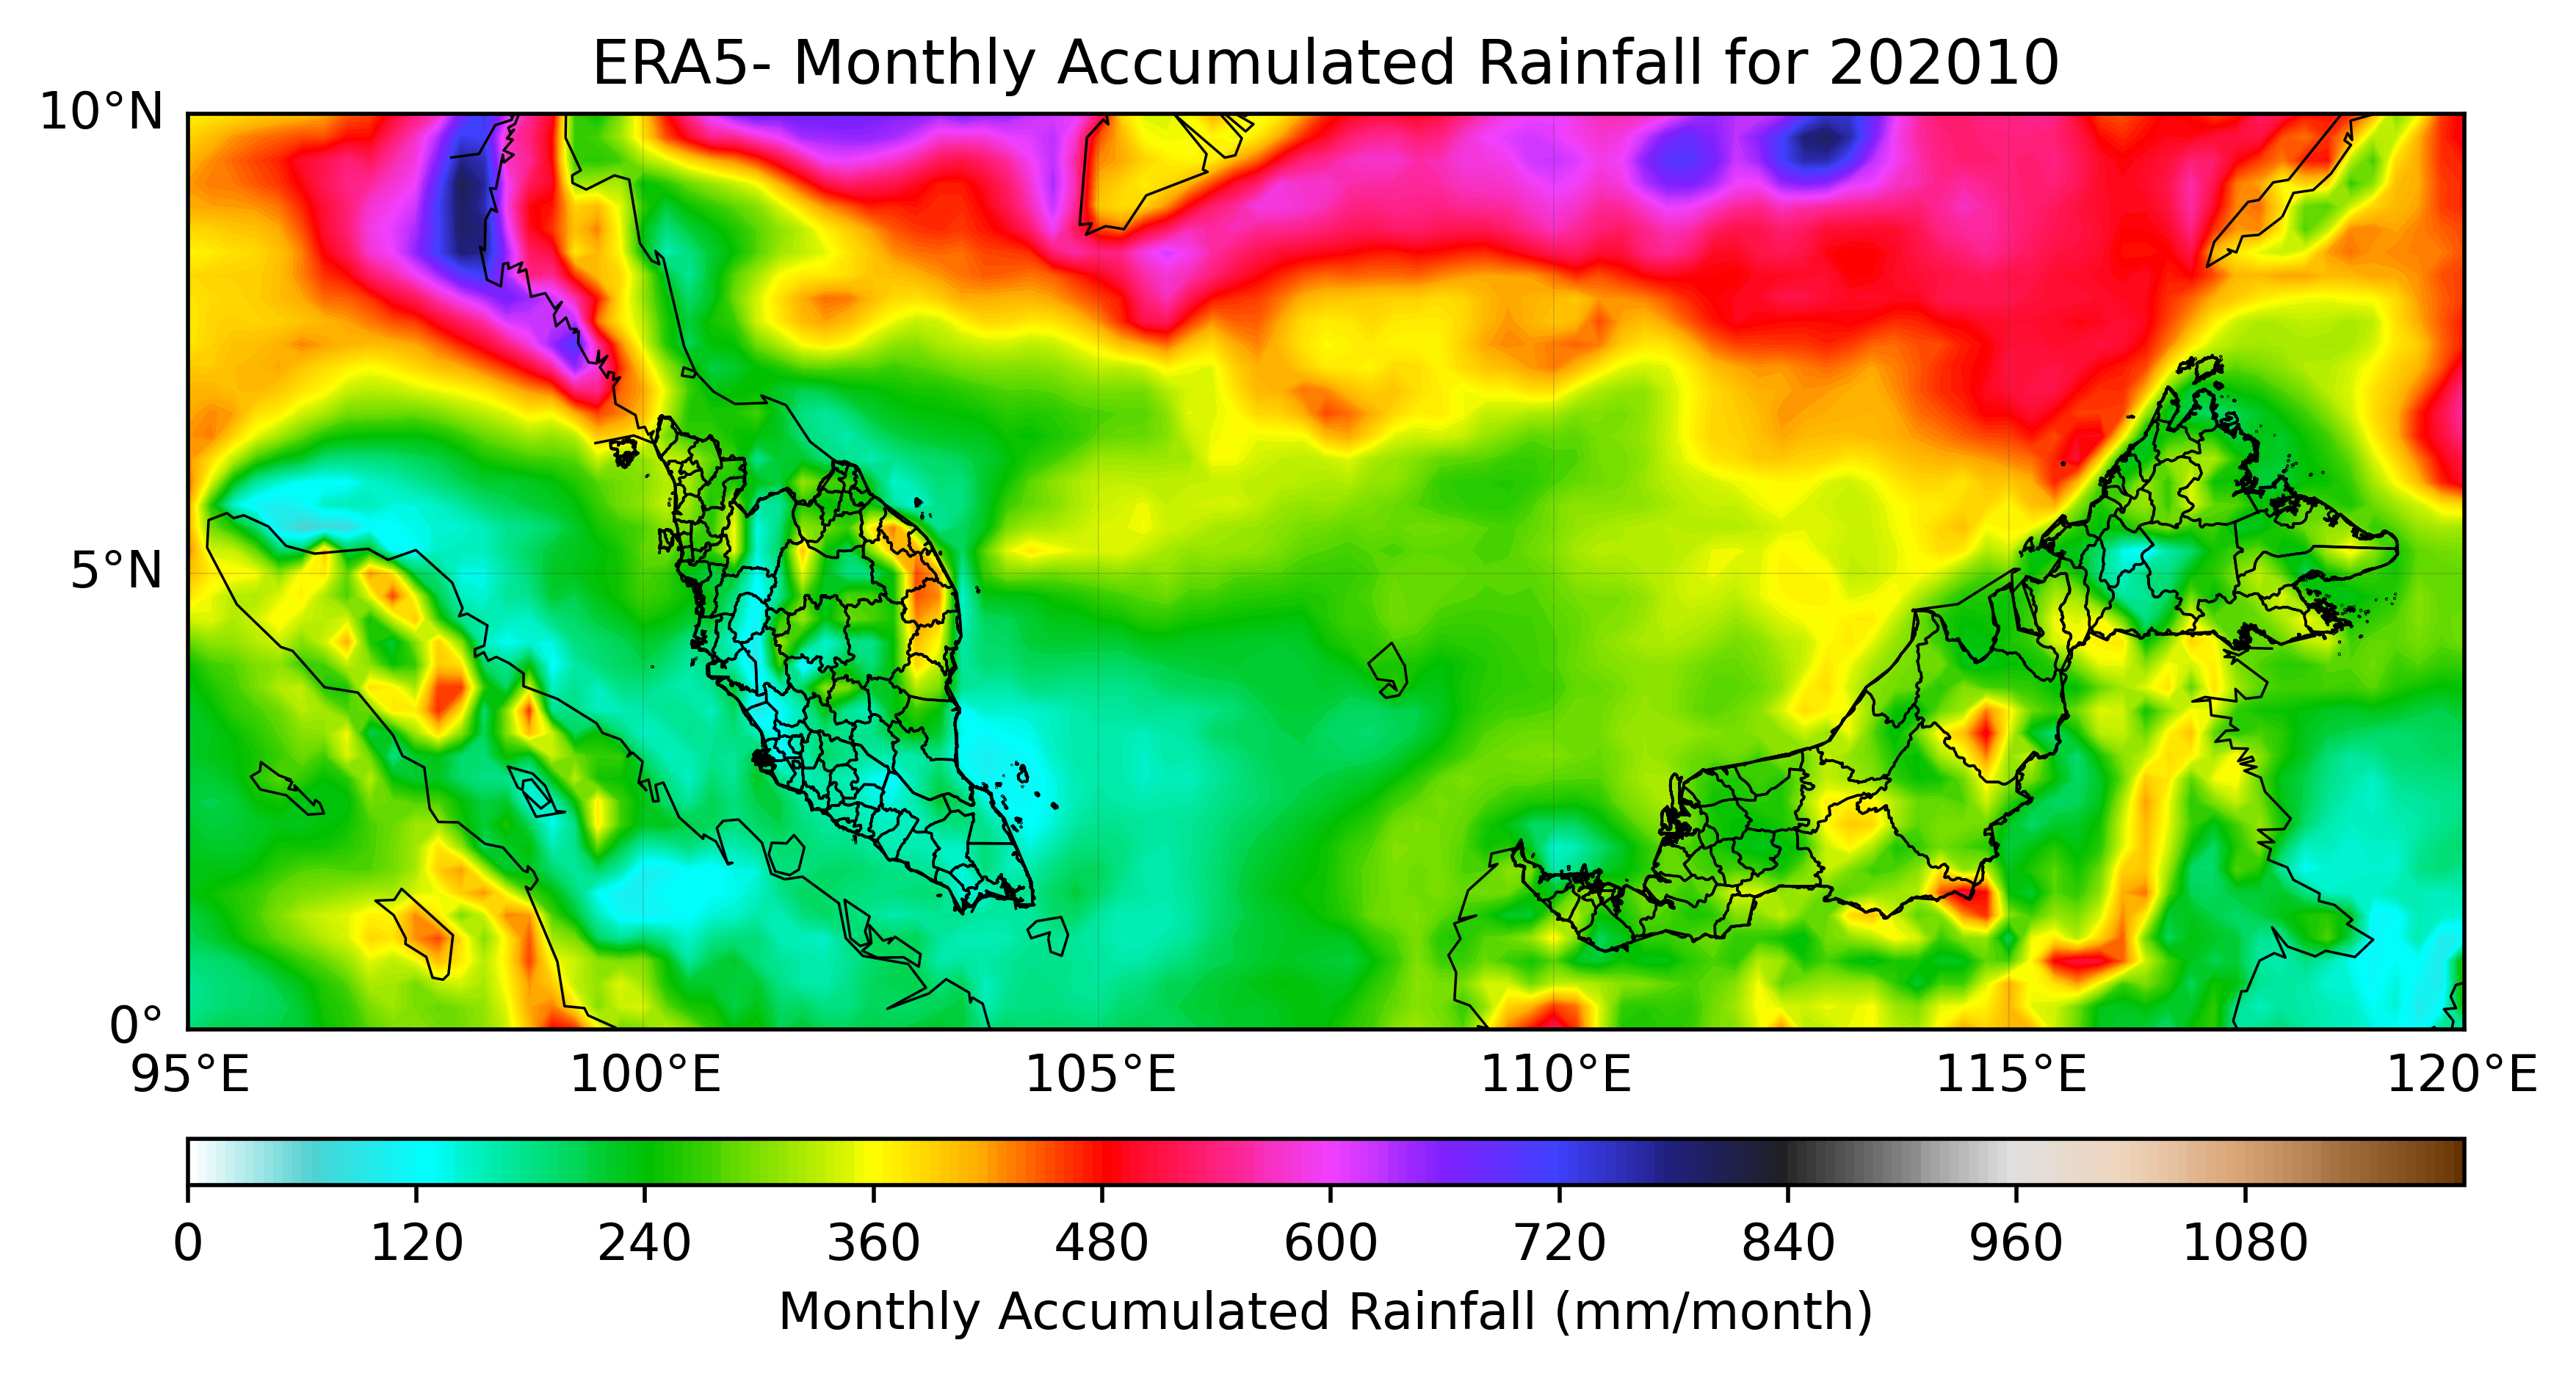 ERA5- Monthly Accumulated Rainfall for 202010
10°N
5°N
0°
95°E 100°E 105°E 110°E 115°E 120°E
0 120 240 360 480 600 720 840 960 1080
Monthly Accumulated Rainfall (mm/month)